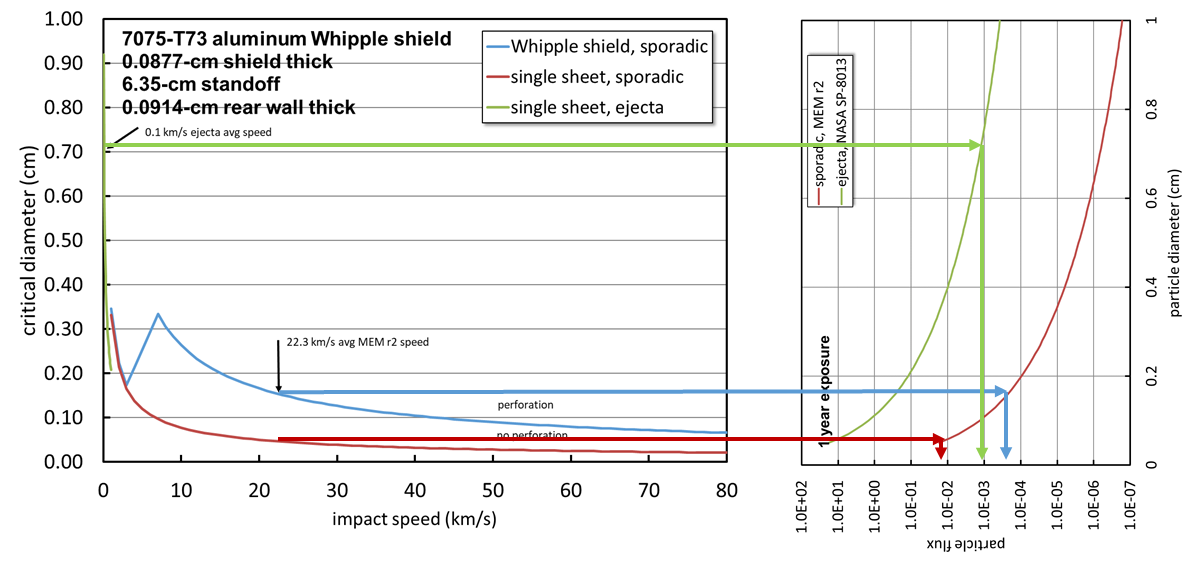 7075-T73 aluminum Whipple shield
0.0877-cm shield thick
6.35-cm standoff
0.0914-cm rear wall thick
Whipple shield, sporadic
single sheet, sporadic
single sheet, ejecta
0.1 km/s ejecta avg speed
22.3 km/s avg MEM r2 speed
perforation
no perforation
critical diameter (cm)
1.00
0.90
0.80
0.70
0.60
0.50
0.40
0.30
0.20
0.10
0.00
0 10 20 30 40 50 60 70 80
impact speed (km/s)
sporadic, MEM r2
ejecta, NASA SP-8013
1 year exposure
1
0.8
0.6
0.4
0.2
0
particle diameter (cm)
1.0E+02
1.0E+01
1.0E+00
1.0E-01
1.0E-02
1.0E-03
1.0E-04
1.0E-05
1.0E-06
1.0E-07
particle flux